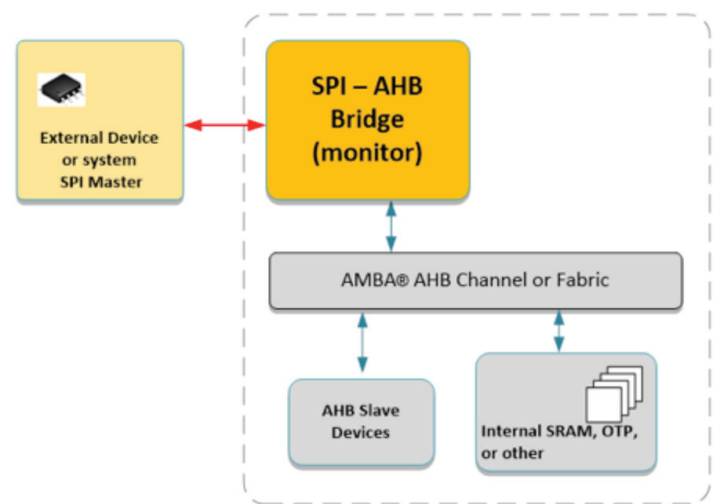 SPI – AHB
Bridge
(monitor)
External Device
or system
SPI Master
AMBA® AHB Channel or Fabric
AHB Slave
Devices
Internal SRAM, OTP,
or other